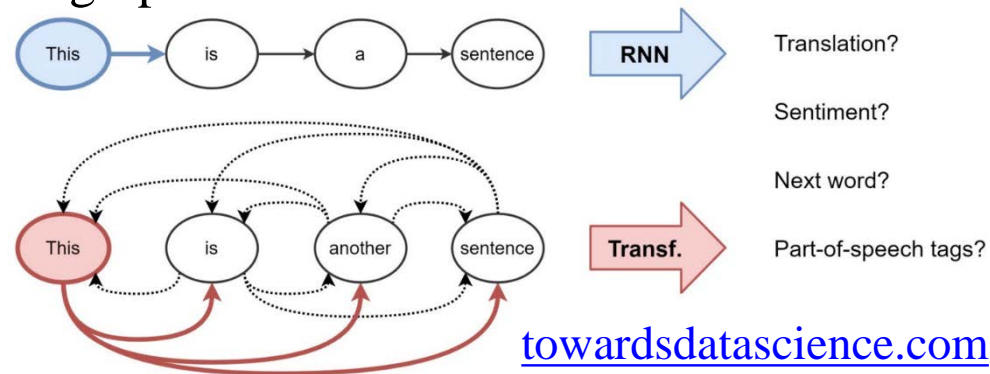 This is a sentence RNN
Translation?
Sentiment?
Next word?
This is another sentence Transf.
Part-of-speech tags?
towardsdatascience.com